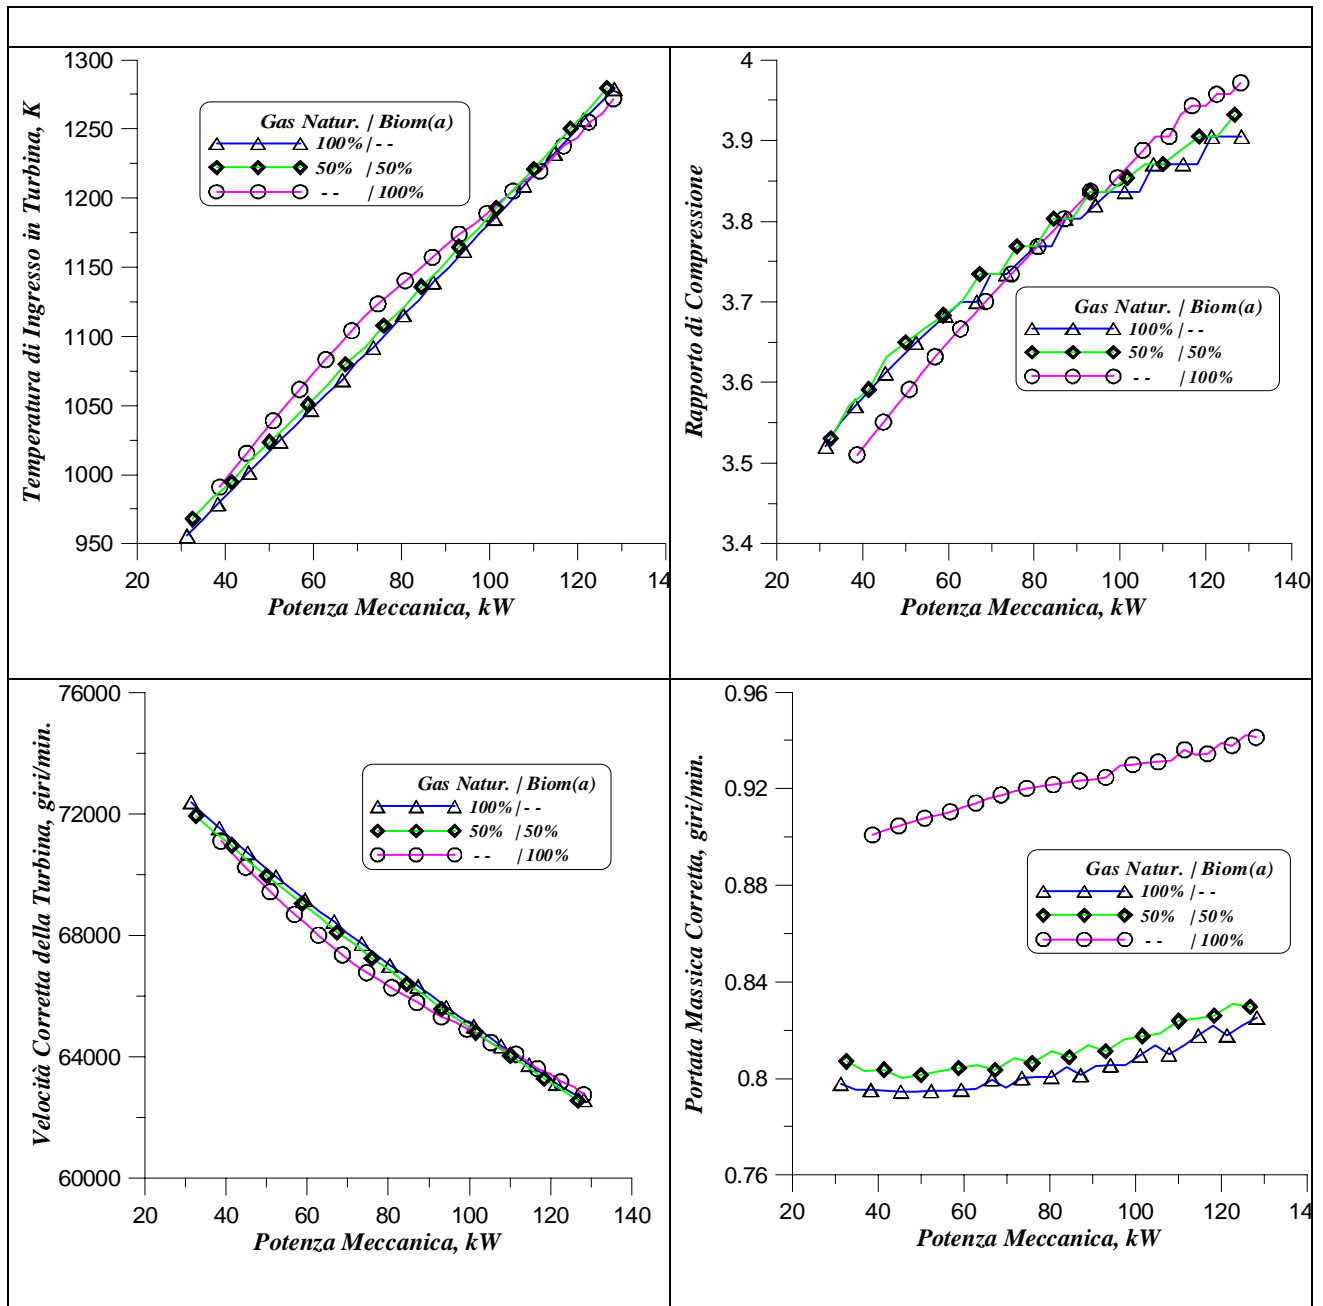 1300
1250
1200
1150
1100
1050
1000
950
Temperatura di Ingresso in Turbina, K
Gas Natur. / Biom(a)
100% / - -
50% / 50%
- - / 100%
20 40 60 80 100 120 14
Potenza Meccanica, kW
4
3.9
3.8
3.7
3.6
3.5
3.4
Rapporto di Compressione
Gas Natur. / Biom(a)
100% / - -
50% / 50%
- - / 100%
20 40 60 80 100 120 140
Potenza Meccanica, kW
76000
72000
68000
64000
60000
Velocità Corretta della Turbina, giri/min.
Gas Natur. / Biom(a)
100% / - -
50% / 50%
- - / 100%
20 40 60 80 100 120 140
Potenza Meccanica, kW
0.96
0.92
0.88
0.84
0.8
0.76
Portata Massica Corretta, giri/min.
Gas Natur. / Biom(a)
100% / - -
50% / 50%
- - / 100%
20 40 60 80 100 120 14
Potenza Meccanica, kW